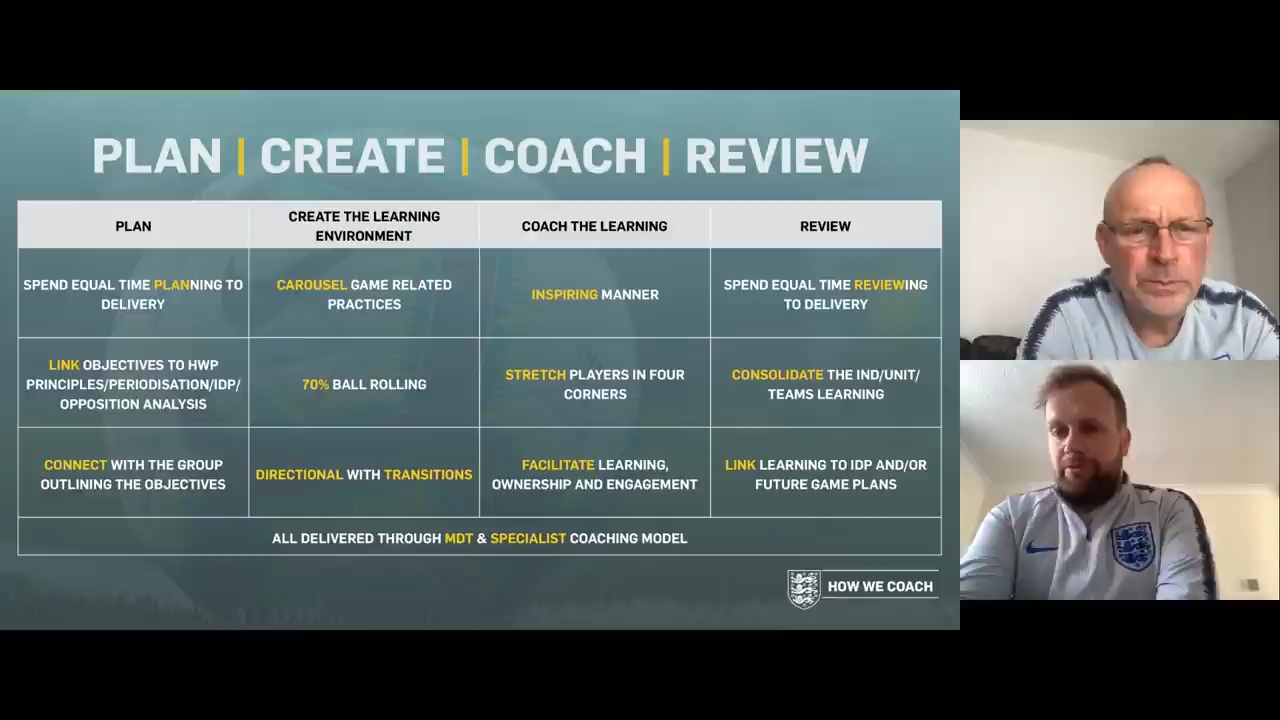 PLAN | CREATE | COACH | REVIEW
PLAN
CREATE THE LEARNING
ENVIRONMENT
COACH THE LEARNING
REVIEW
SPEND EQUAL TIME PLANNING TO
DELIVERY
CAROUSEL GAME RELATED
PRACTICES
INSPIRING MANNER
SPEND EQUAL TIME REVIEWING
TO DELIVERY
LINK OBJECTIVES TO HWP
PRINCIPLES/PERIODISATION/IDP/
OPPOSITION ANALYSIS
70% BALL ROLLING
STRETCH PLAYERS IN FOUR
CORNERS
CONSOLIDATE THE IND/UNIT/
TEAMS LEARNING
CONNECT WITH THE GROUP
OUTLINING THE OBJECTIVES
DIRECTIONAL WITH TRANSITIONS
FACILITATE LEARNING,
OWNERSHIP AND ENGAGEMENT
LINK LEARNING TO IDP AND/OR
FUTURE GAME PLANS
ALL DELIVERED THROUGH MDT & SPECIALIST COACHING MODEL
HOW WE COACH